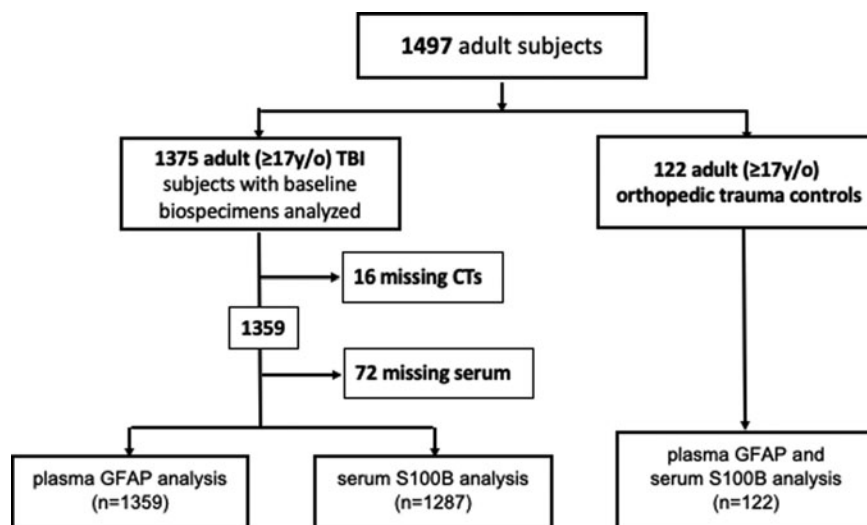 1497 adult subjects
1375 adult (≥17y/o) TBI
subjects with baseline
biospecimens analyzed
122 adult (≥17y/o)
orthopedic trauma controls
16 missing CTs
1359
72 missing serum
plasma GFAP analysis
(n=1359)
serum S100B analysis
(n=1287)
plasma GFAP and
serum S100B analysis
(n=122)